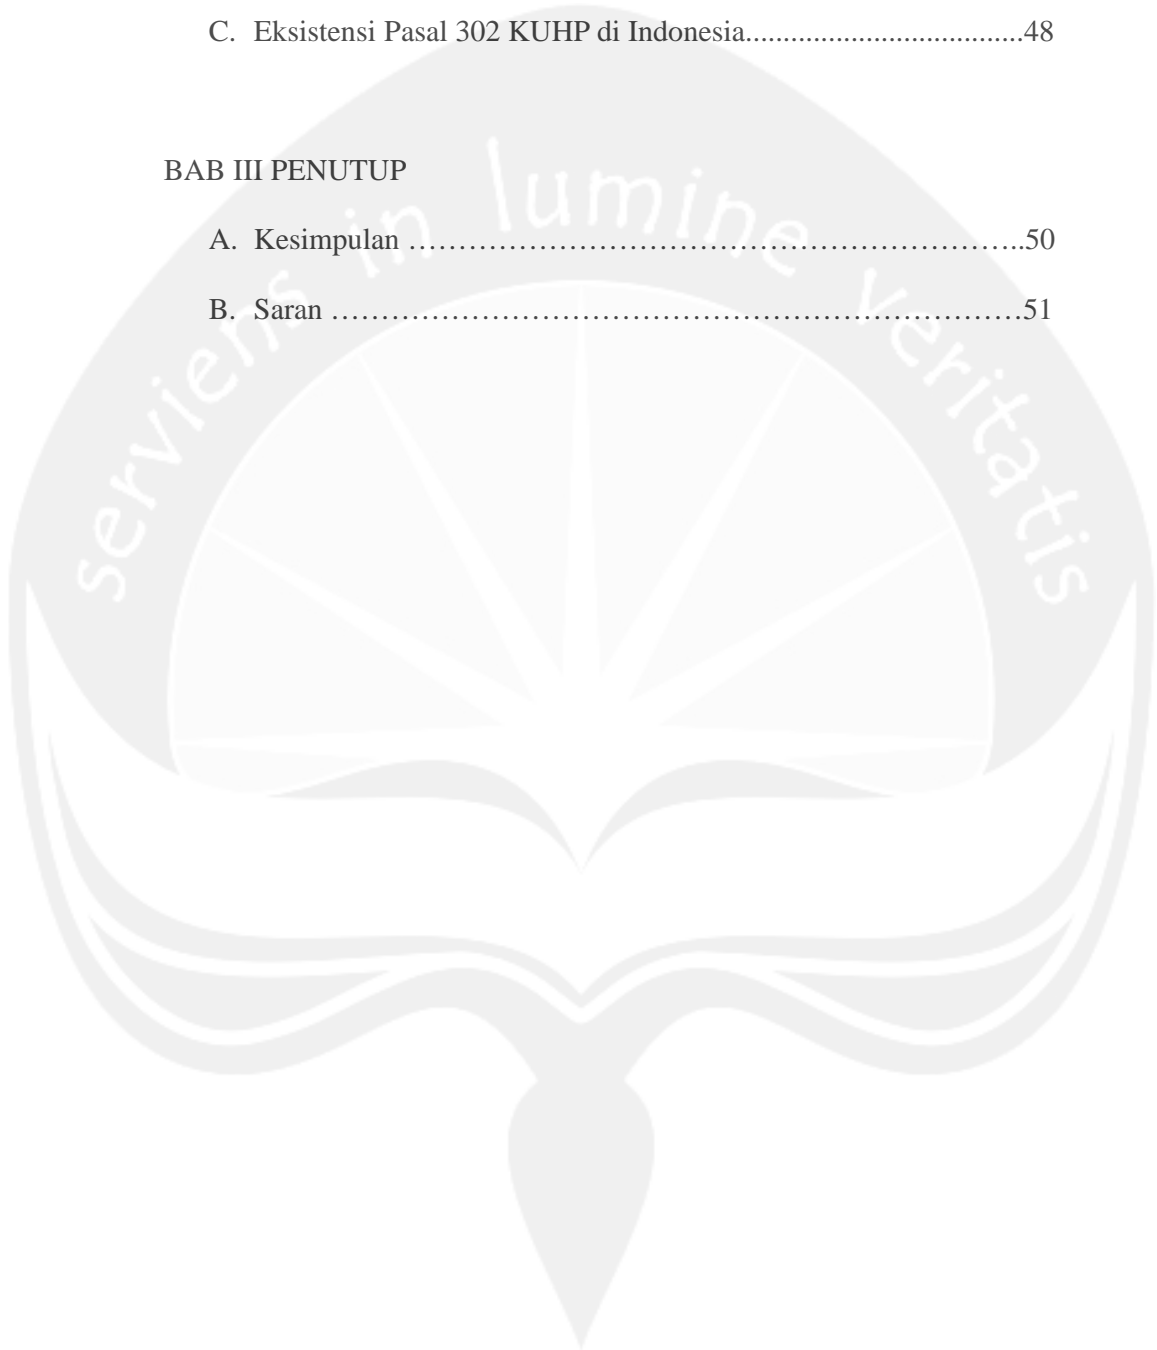 C. Eksistensi Pasal 302 KUHP di Indonesia.....................................48
BAB III PENUTUP
A. Kesimpulan ……………………………………………………..50
B. Saran ……………………………………………………………51
serviens in lumine veritatis